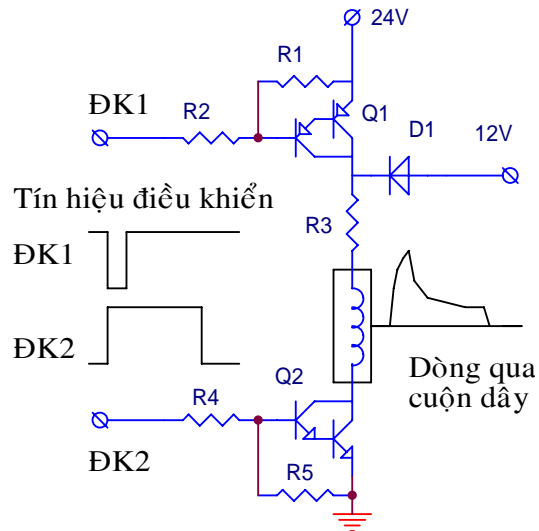 24V
R1
ĐK1
R2
Q1
D1
12V
Tín hiệu điều khiển
R3
ĐK1
ĐK2
Q2
Dòng qua
cuộn dây
R4
ĐK2
R5